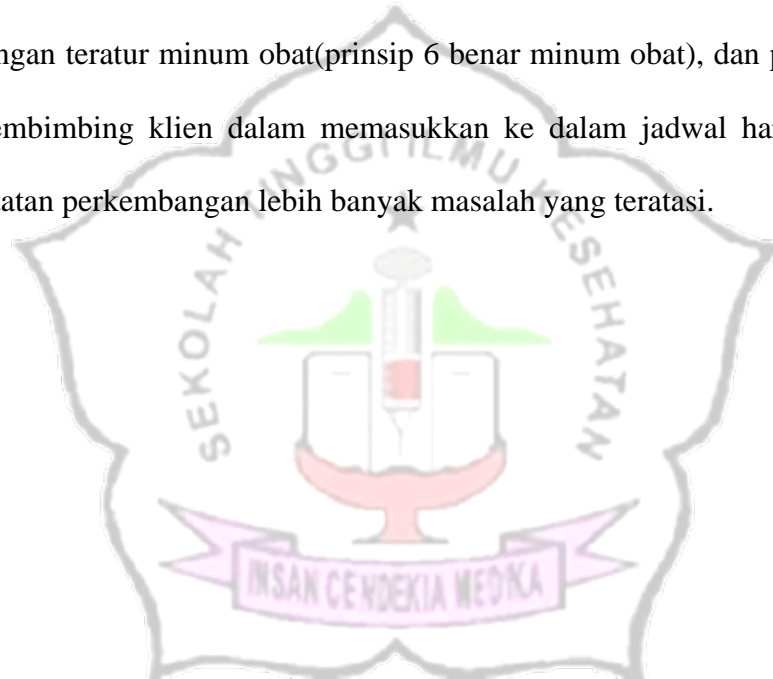 ngan teratur minum obat(prinsip 6 benar minum obat), dan p
embimbing klien dalam memasukkan ke dalam jadwal har
atan perkembangan lebih banyak masalah yang teratasi.
SEKOLAH TINGGI ILMU KESEHATAN
INSAN CENDEKIA MEDIKA